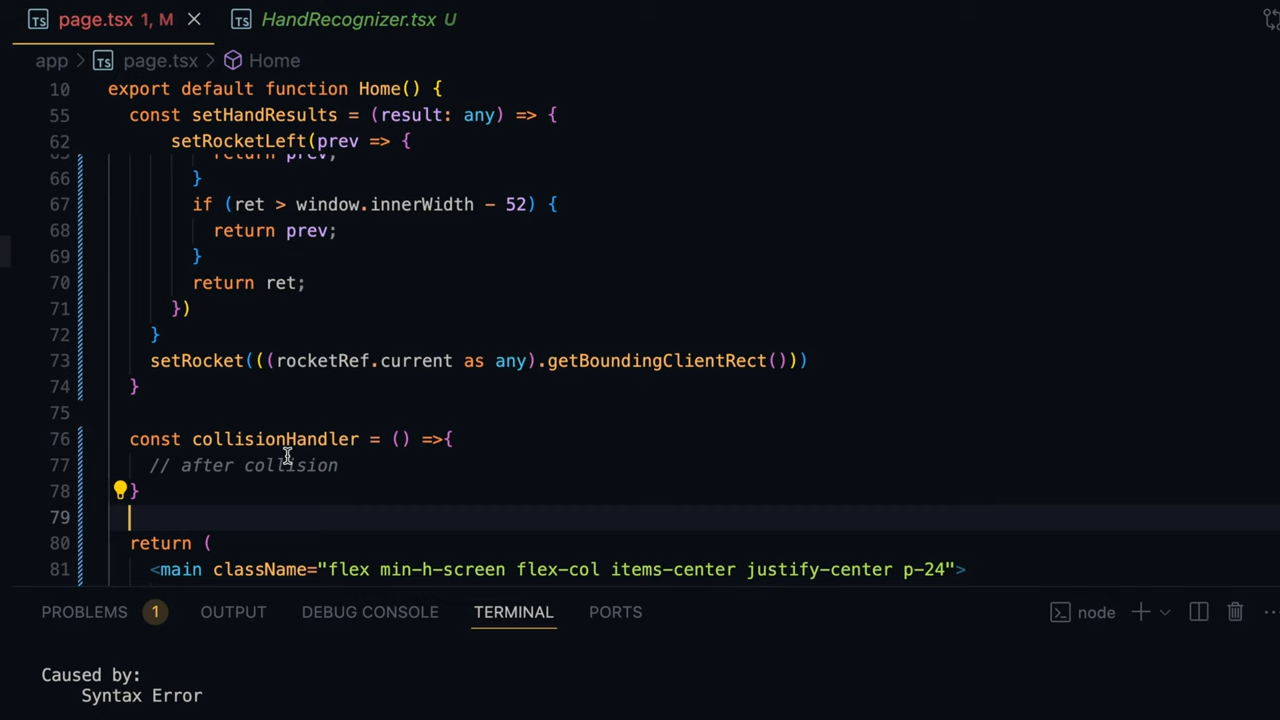 page.tsx 1, M
HandRecognizer.tsx U
app > page.tsx > Home
10 export default function Home() {
55 const setHandResults = (result: any) => {
62 setRocketLeft(prev => {
65 return prev;
66 }
67 if (ret > window.innerWidth - 52) {
68 return prev;
69 }
70 return ret;
71 })
72 }
73 setRocket(((rocketRef.current as any).getBoundingClientRect()))
74 }
75
76 const collisionHandler = () =>{
77 // after collision
78 }
79
80 return (
81 <main className="flex min-h-screen flex-col items-center justify-center p-24">
PROBLEMS 1 OUTPUT DEBUG CONSOLE TERMINAL PORTS node
Caused by:
Syntax Error